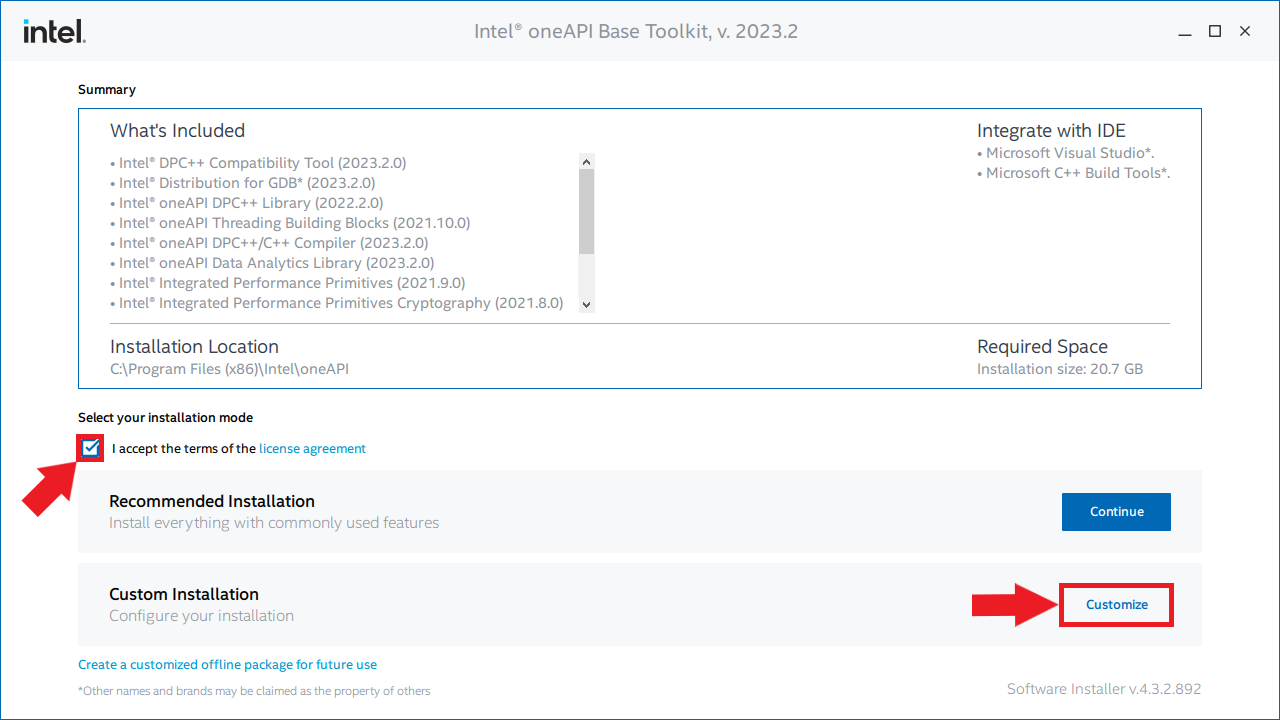 intel.
Intel® oneAPI Base Toolkit, v. 2023.2
Summary
What's Included
• Intel® DPC++ Compatibility Tool (2023.2.0)
• Intel® Distribution for GDB* (2023.2.0)
• Intel® oneAPI DPC++ Library (2022.2.0)
• Intel® oneAPI Threading Building Blocks (2021.10.0)
• Intel® oneAPI DPC++/C++ Compiler (2023.2.0)
• Intel® oneAPI Data Analytics Library (2023.2.0)
• Intel® Integrated Performance Primitives (2021.9.0)
• Intel® Integrated Performance Primitives Cryptography (2021.8.0)
Integrate with IDE
• Microsoft Visual Studio*.
• Microsoft C++ Build Tools*.
Installation Location
C:\Program Files (x86)\Intel\oneAPI
Required Space
Installation size: 20.7 GB
Select your installation mode
I accept the terms of the license agreement
Recommended Installation
Install everything with commonly used features
Continue
Custom Installation
Configure your installation
Customize
Create a customized offline package for future use
*Other names and brands may be claimed as the property of others
Software Installer v.4.3.2.892